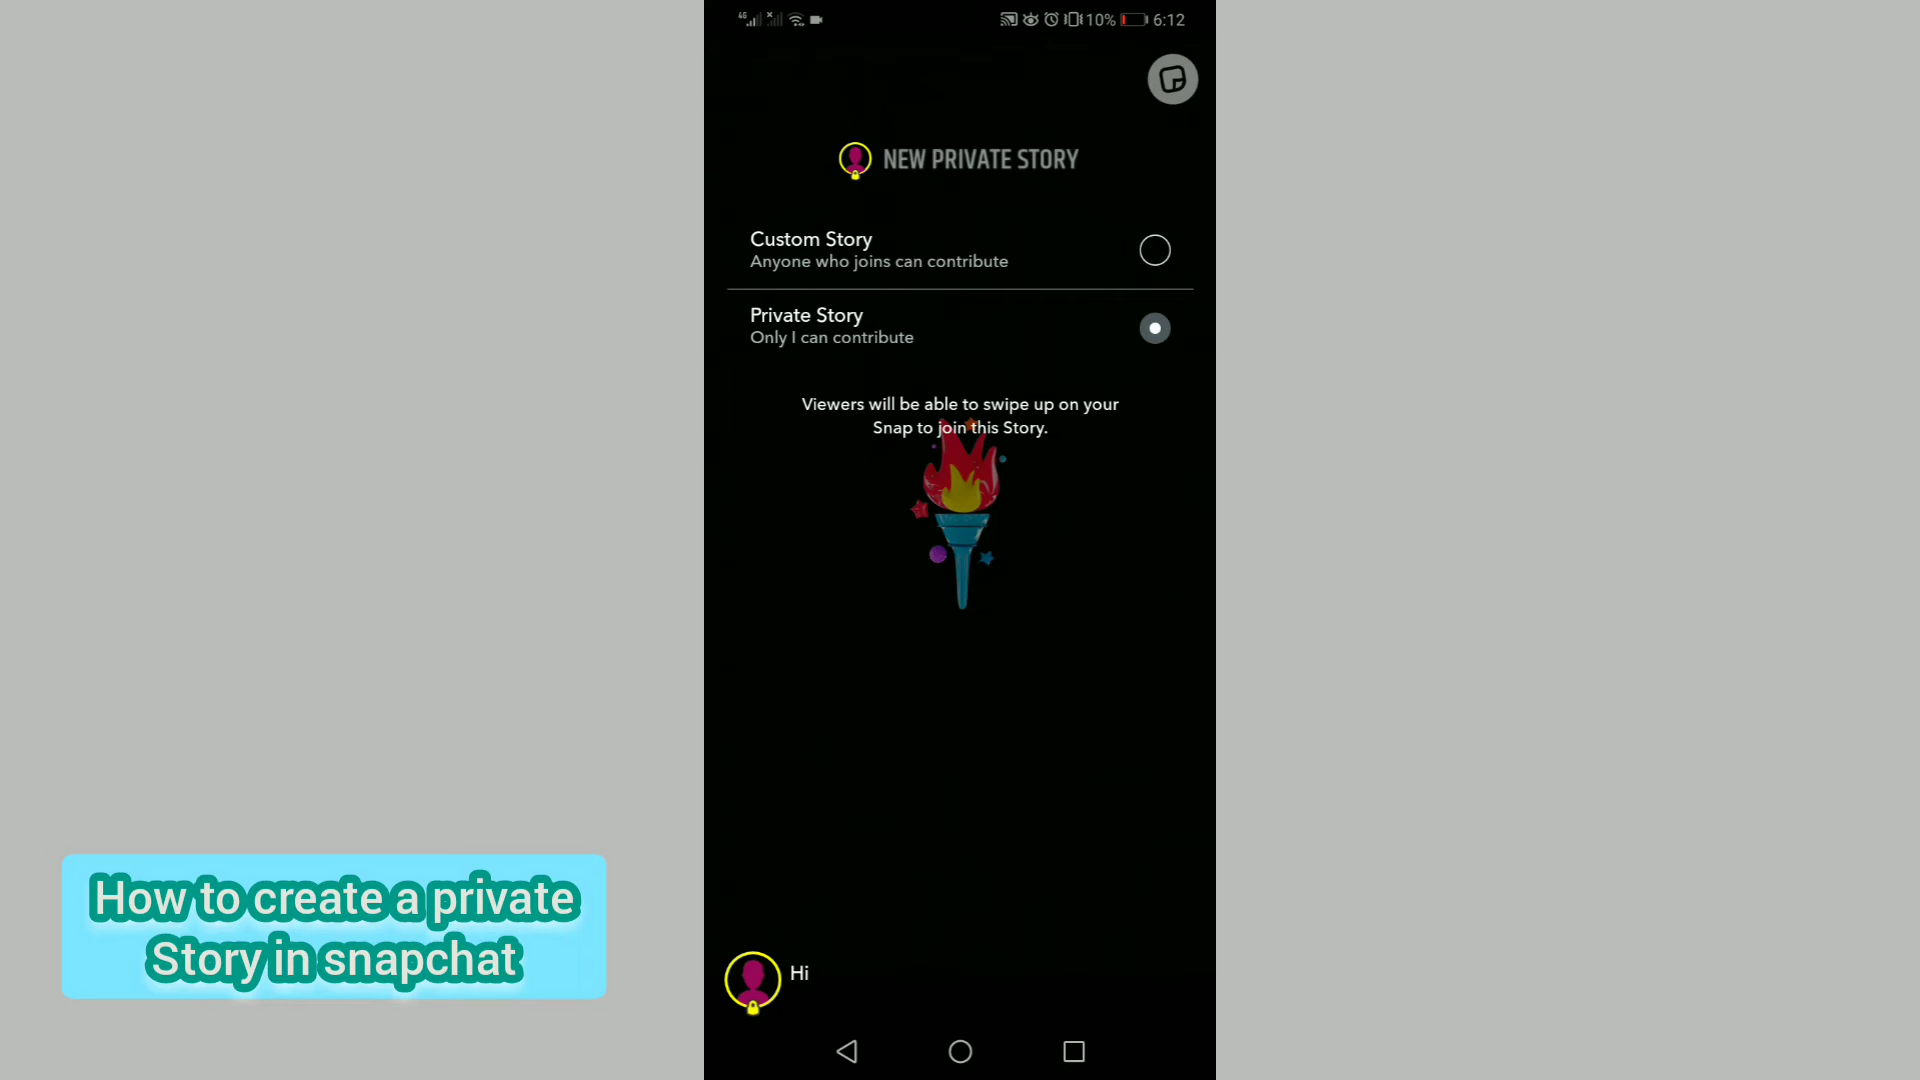 4G 10% 6:12
NEW PRIVATE STORY
Custom Story
Anyone who joins can contribute
Private Story
Only I can contribute
Viewers will be able to swipe up on your
Snap to join this Story.
Hi
How to create a private
Story in snapchat